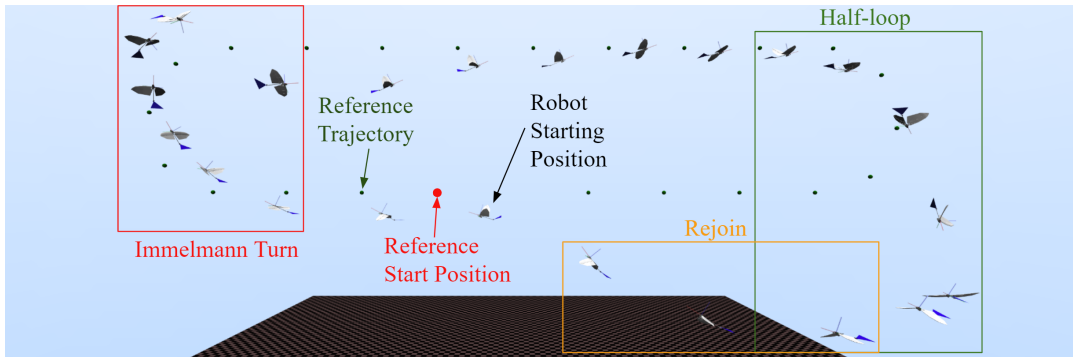 Half-loop
Reference
Trajectory
Robot
Starting
Position
Immelmann Turn
Reference
Start Position
Rejoin